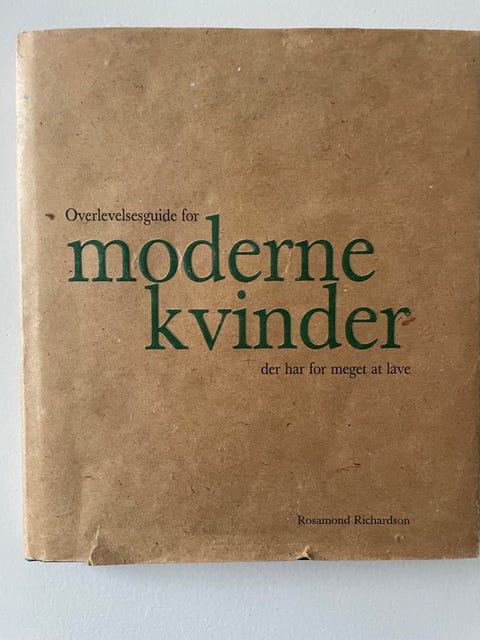 Overlevelsesguide for
moderne
kvinder
der har for meget at lave
Rosamond Richardson